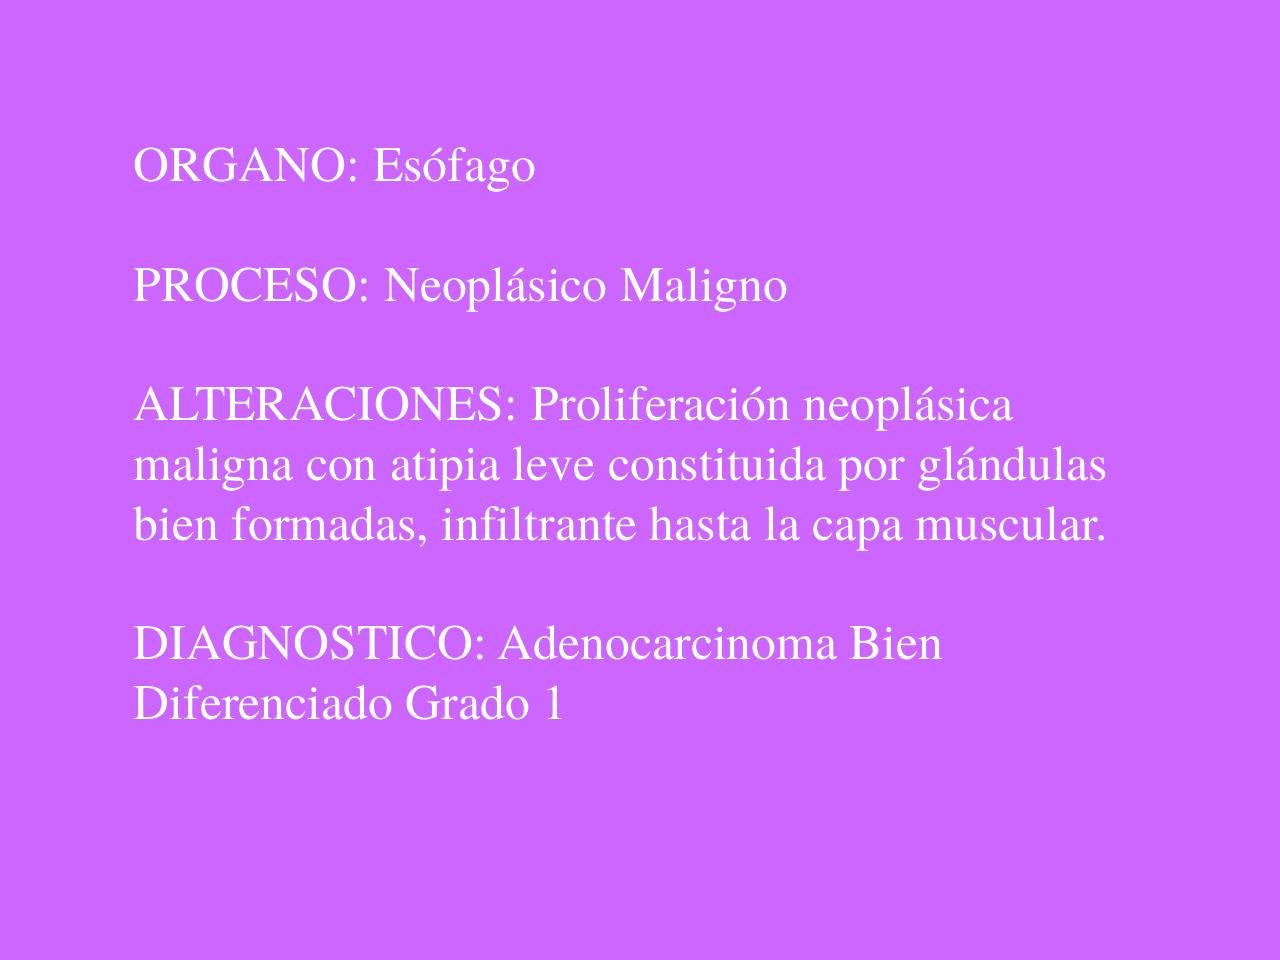 ORGANO: Esófago
PROCESO: Neoplásico Maligno
ALTERACIONES: Proliferación neoplásica
maligna con atipia leve constituida por glándulas
bien formadas, infiltrante hasta la capa muscular.
DIAGNOSTICO: Adenocarcinoma Bien
Diferenciado Grado 1